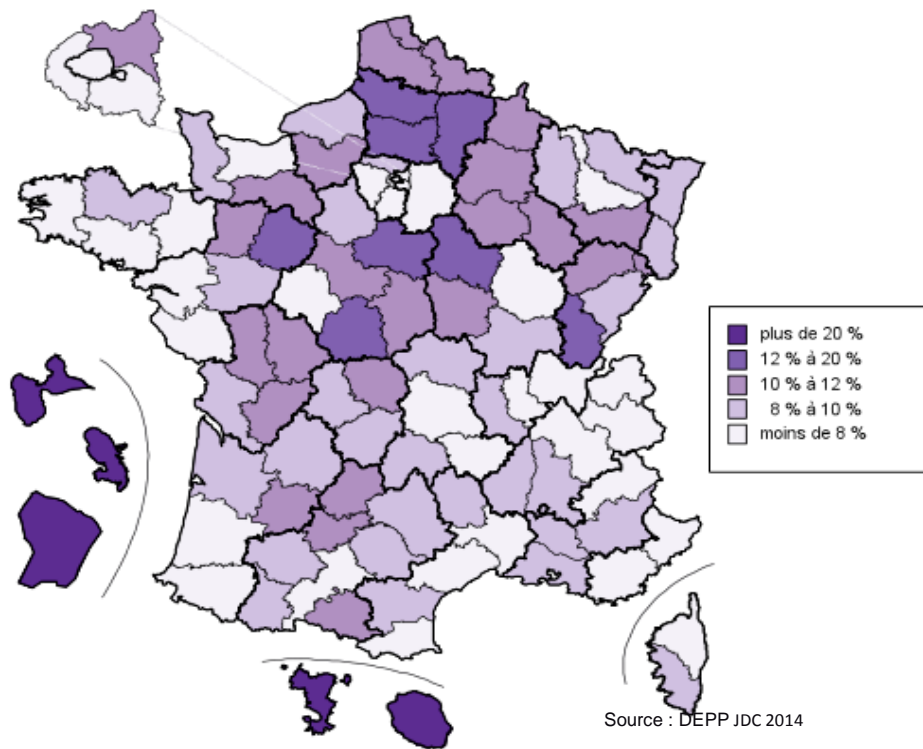 plus de 20 %
12 % à 20 %
10 % à 12 %
8 % à 10 %
moins de 8 %
Source : DEPP JDC 2014